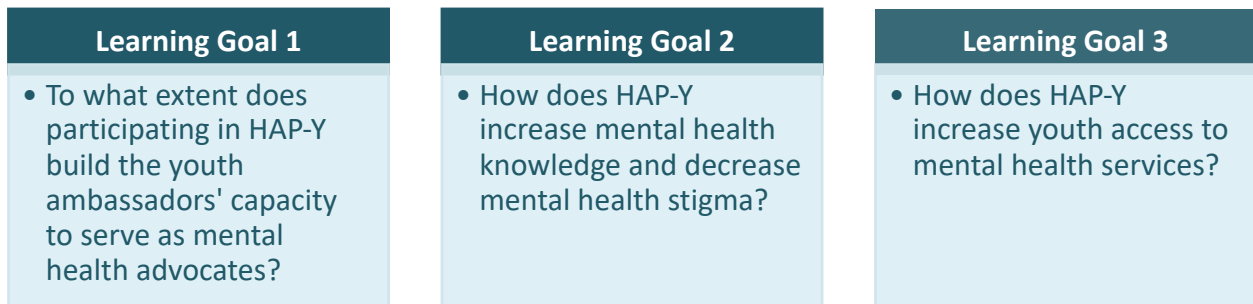 Learning Goal 1
• To what extent does
participating in HAP-Y
build the youth
ambassadors' capacity
to serve as mental
health advocates?
Learning Goal 2
• How does HAP-Y
increase mental health
knowledge and decrease
mental health stigma?
Learning Goal 3
• How does HAP-Y
increase youth access to
mental health services?